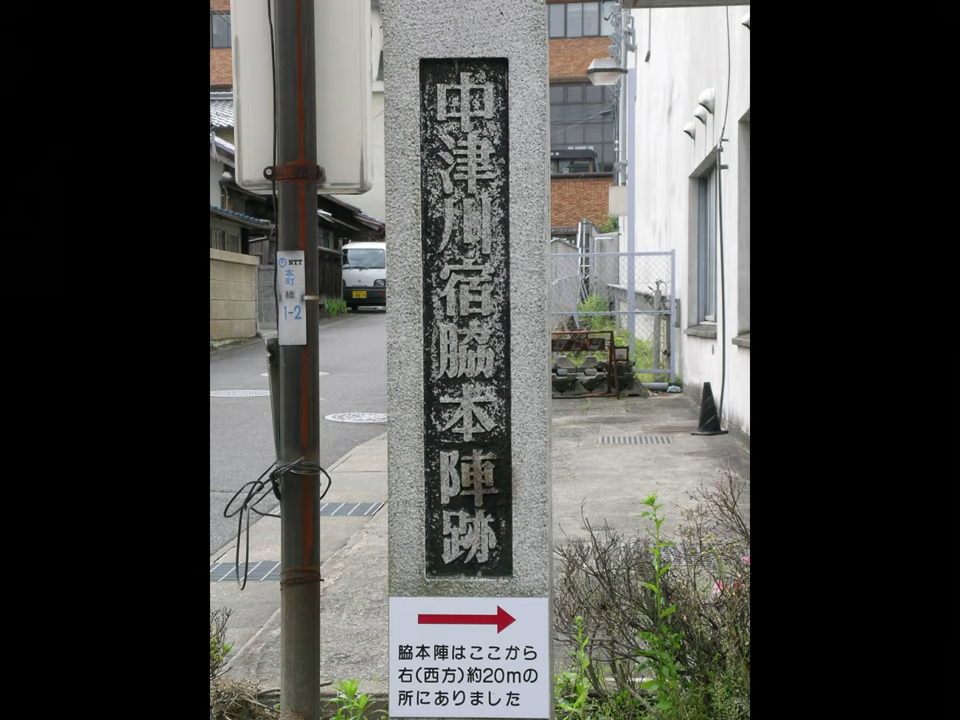 中津川宿脇本陣跡
脇本陣はここから
右(西方)約20mの
所にありました
NTT
本町
線
1-2